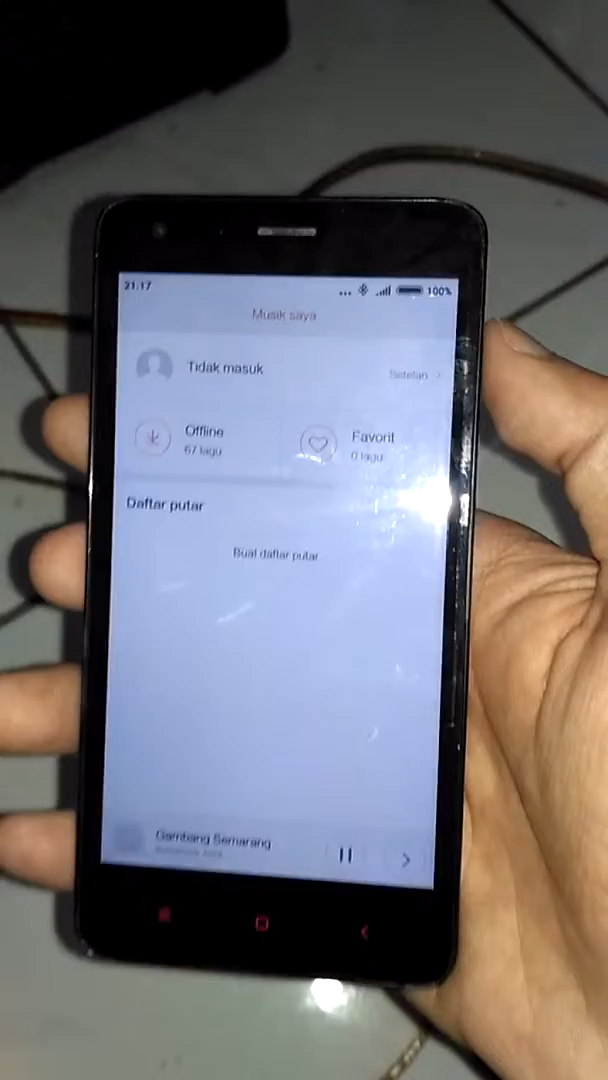 21.17
100%
Musik saya
Tidak masuk
Setelan
Offline
67 lagu
Favorit
0 lagu
Daftar putar
Buat daftar putar
Gambang Semarang